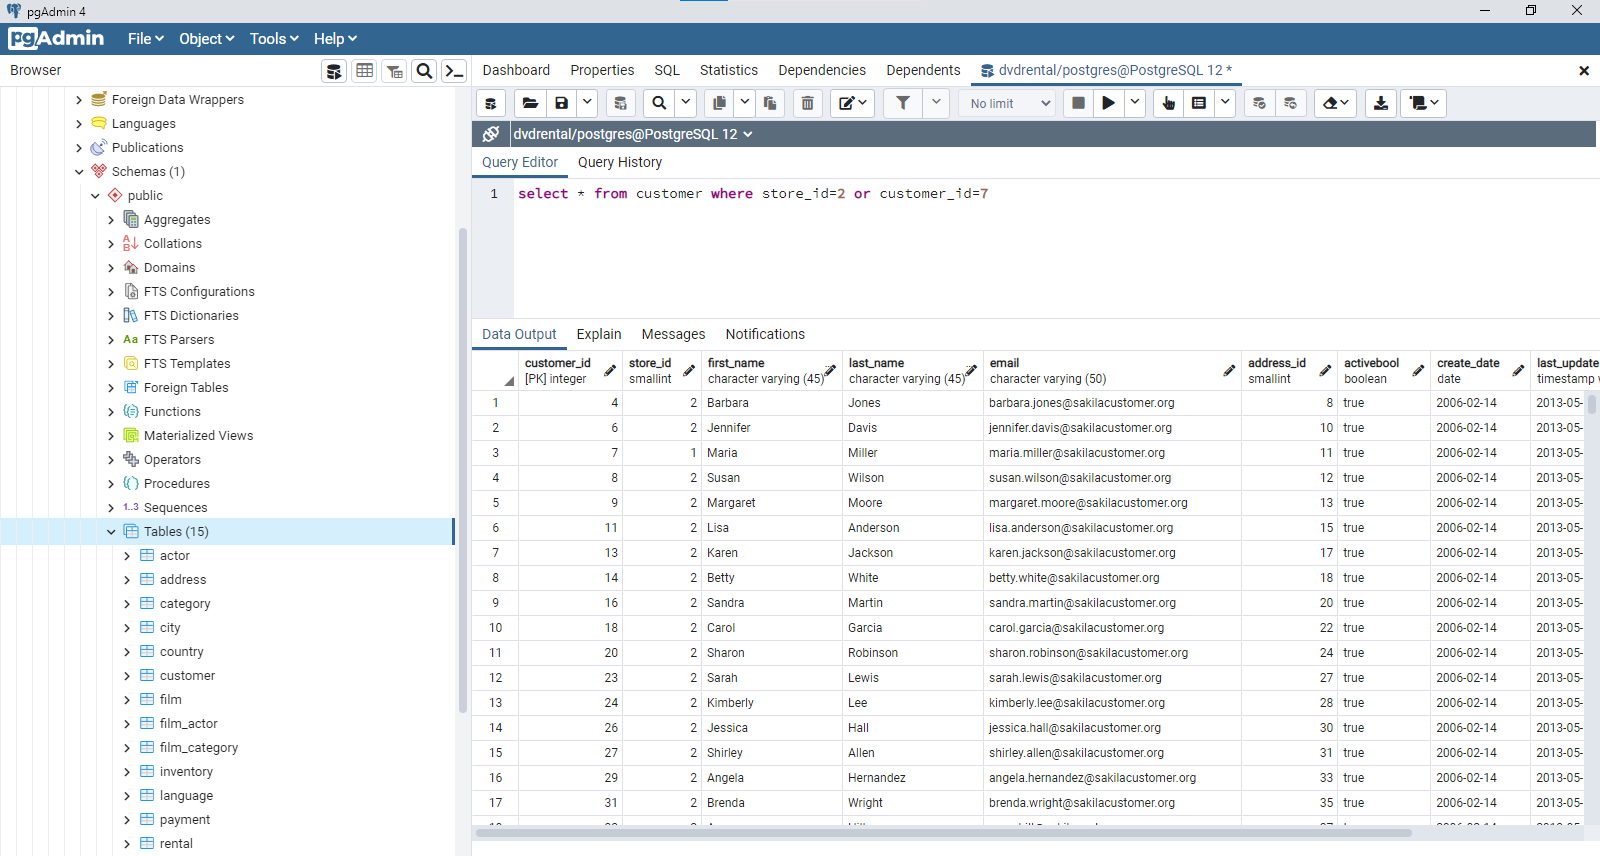 pgAdmin 4
pgAdmin File Object Tools Help
Browser
Dashboard Properties SQL Statistics Dependencies Dependents dvdrental/postgres@PostgreSQL 12 *
No limit
dvdrental/postgres@PostgreSQL 12
Query Editor Query History
1 select * from customer where store_id=2 or customer_id=7
Foreign Data Wrappers
Languages
Publications
Schemas (1)
public
Aggregates
Collations
Domains
FTS Configurations
FTS Dictionaries
Aa FTS Parsers
FTS Templates
Foreign Tables
Functions
Materialized Views
Operators
Procedures
1..3 Sequences
Tables (15)
actor
address
category
city
country
customer
film
film_actor
film_category
inventory
language
payment
rental
Data Output Explain Messages Notifications
customer_id store_id first_name last_name email address_id activebool create_date last_update
[PK] integer smallint character varying (45) character varying (45) character varying (50) smallint boolean date timestamp
1 4 2 Barbara Jones barbara.jones@sakilacustomer.org 8 true 2006-02-14 2013-05-
2 6 2 Jennifer Davis jennifer.davis@sakilacustomer.org 10 true 2006-02-14 2013-05-
3 7 1 Maria Miller maria.miller@sakilacustomer.org 11 true 2006-02-14 2013-05-
4 8 2 Susan Wilson susan.wilson@sakilacustomer.org 12 true 2006-02-14 2013-05-
5 9 2 Margaret Moore margaret.moore@sakilacustomer.org 13 true 2006-02-14 2013-05-
6 11 2 Lisa Anderson lisa.anderson@sakilacustomer.org 15 true 2006-02-14 2013-05-
7 13 2 Karen Jackson karen.jackson@sakilacustomer.org 17 true 2006-02-14 2013-05-
8 14 2 Betty White betty.white@sakilacustomer.org 18 true 2006-02-14 2013-05-
9 16 2 Sandra Martin sandra.martin@sakilacustomer.org 20 true 2006-02-14 2013-05-
10 18 2 Carol Garcia carol.garcia@sakilacustomer.org 22 true 2006-02-14 2013-05-
11 20 2 Sharon Robinson sharon.robinson@sakilacustomer.org 24 true 2006-02-14 2013-05-
12 23 2 Sarah Lewis sarah.lewis@sakilacustomer.org 27 true 2006-02-14 2013-05-
13 24 2 Kimberly Lee kimberly.lee@sakilacustomer.org 28 true 2006-02-14 2013-05-
14 26 2 Jessica Hall jessica.hall@sakilacustomer.org 30 true 2006-02-14 2013-05-
15 27 2 Shirley Allen shirley.allen@sakilacustomer.org 31 true 2006-02-14 2013-05-
16 29 2 Angela Hernandez angela.hernandez@sakilacustomer.org 33 true 2006-02-14 2013-05-
17 31 2 Brenda Wright brenda.wright@sakilacustomer.org 35 true 2006-02-14 2013-05-